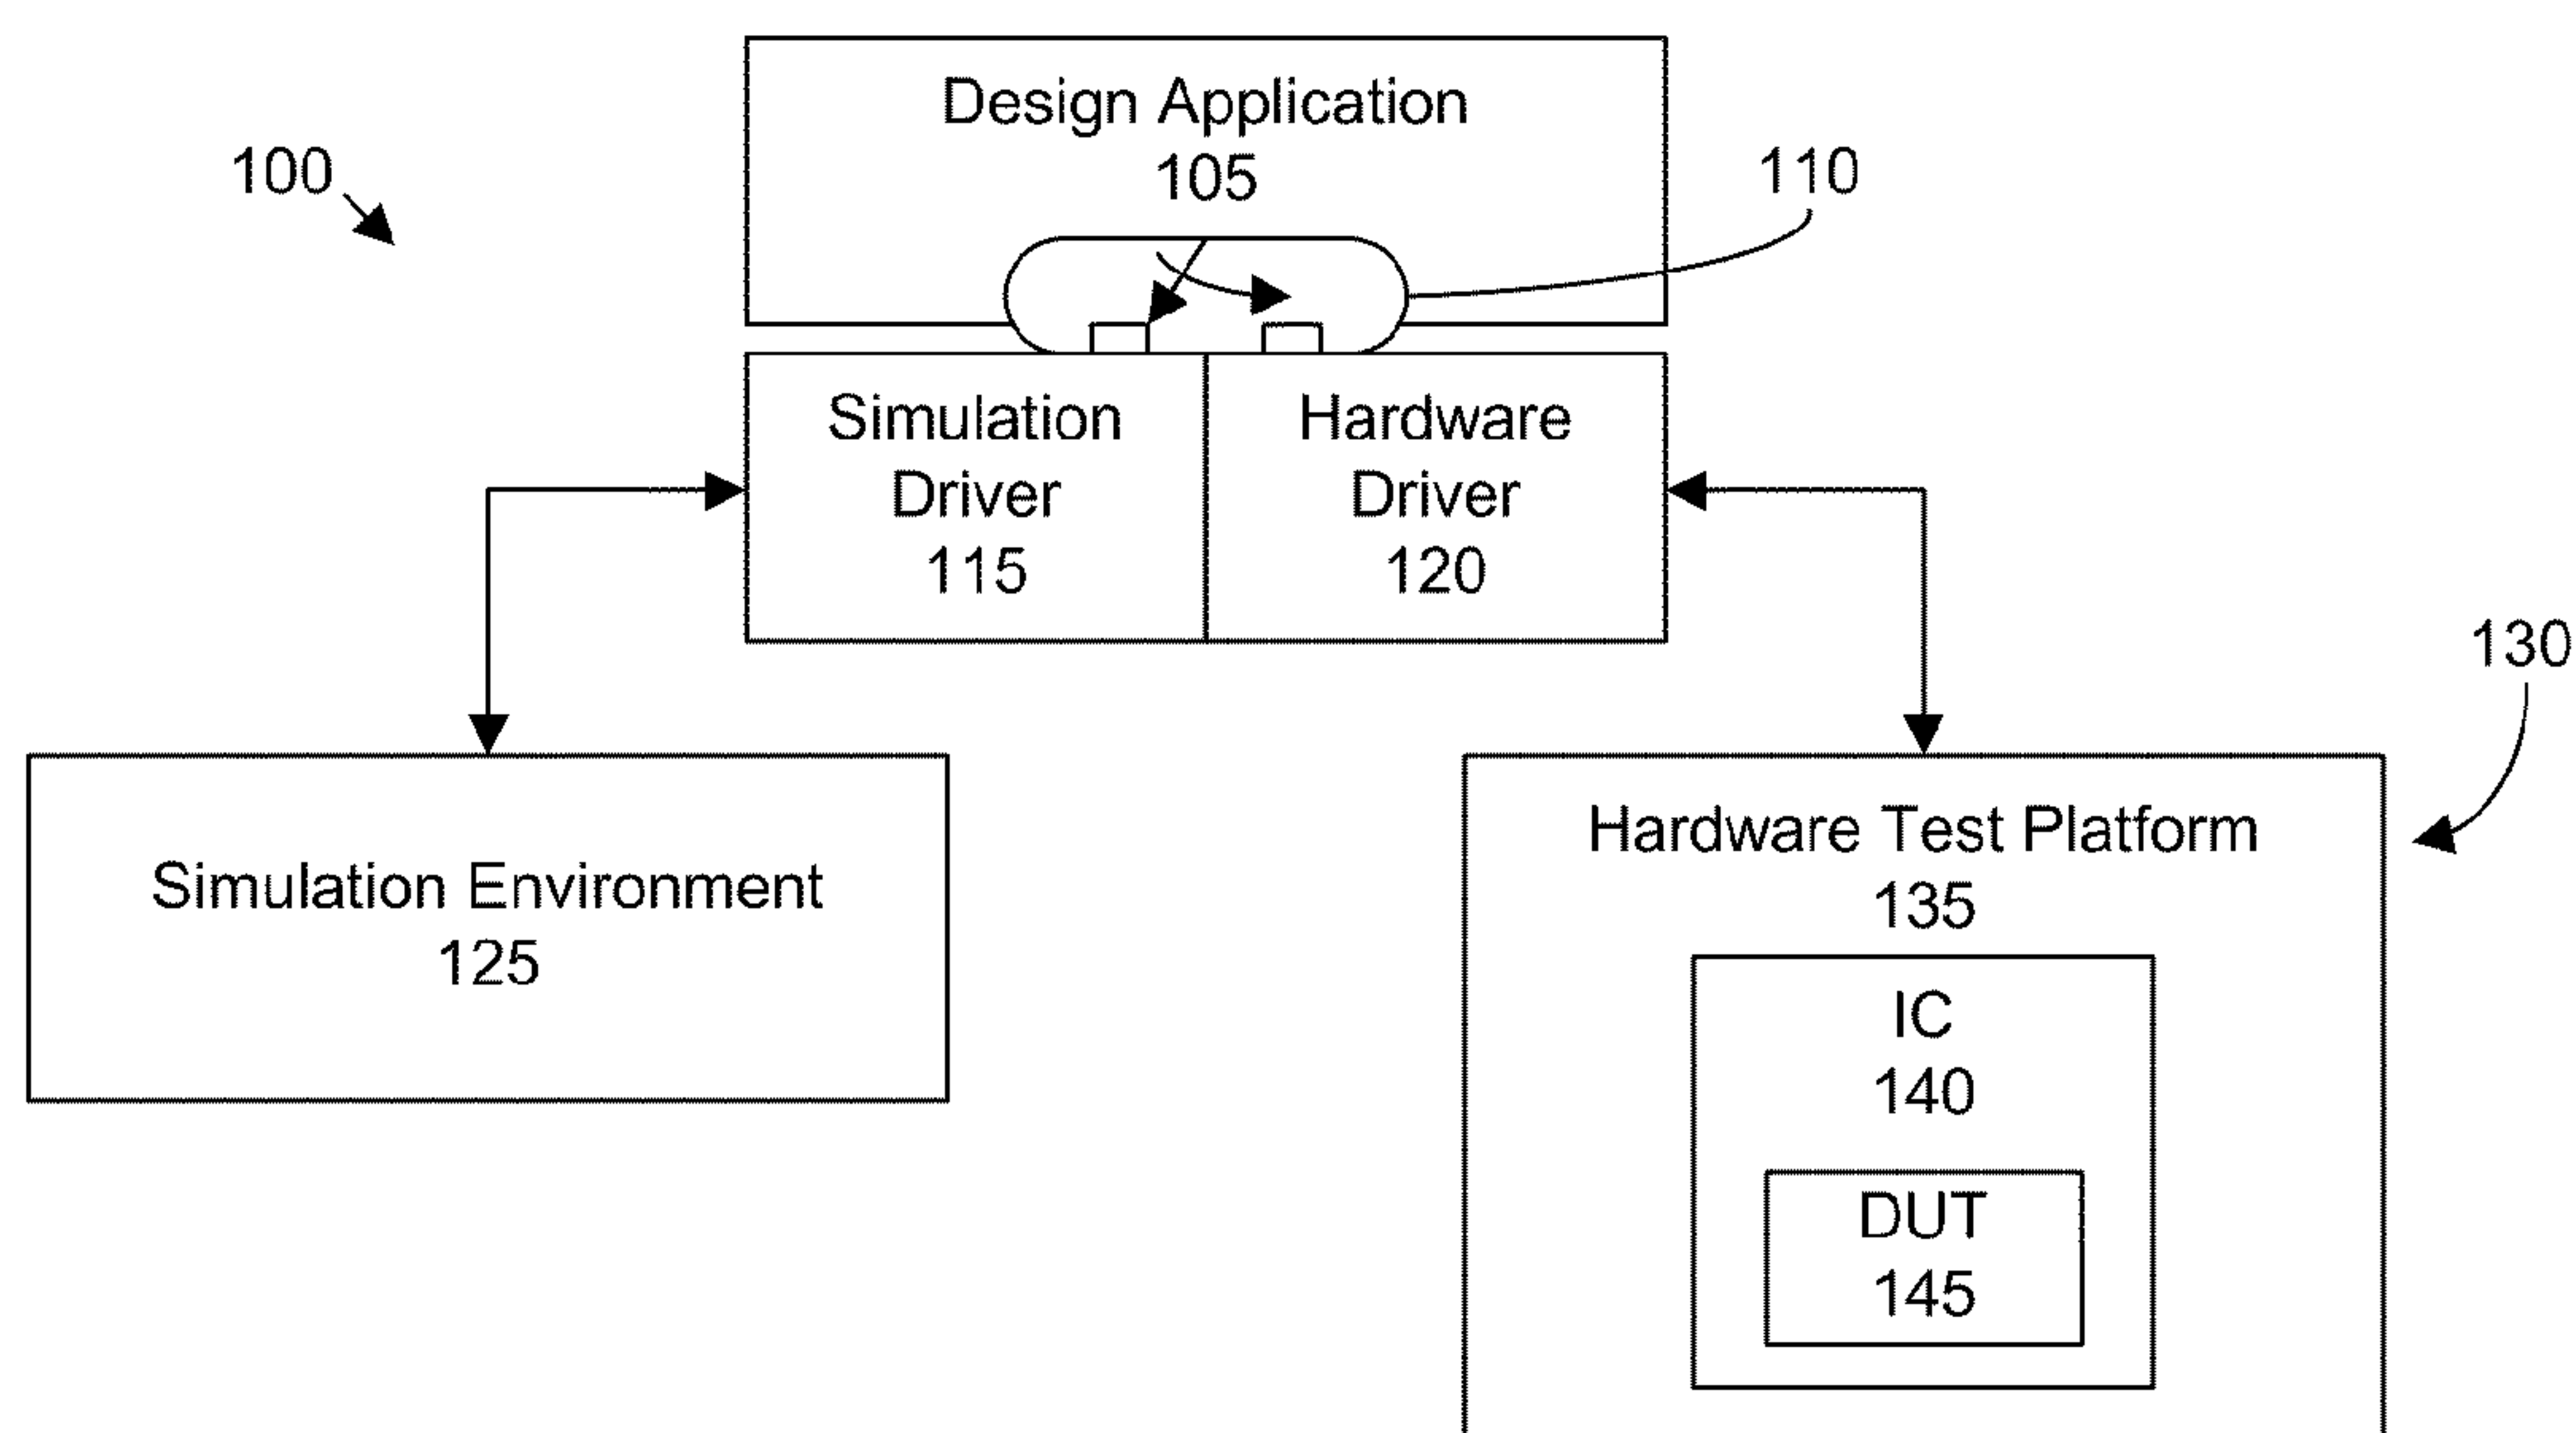 Design Application
105
100
110
Simulation
Driver
115
Hardware
Driver
120
130
Simulation Environment
125
Hardware Test Platform
135
IC
140
DUT
145